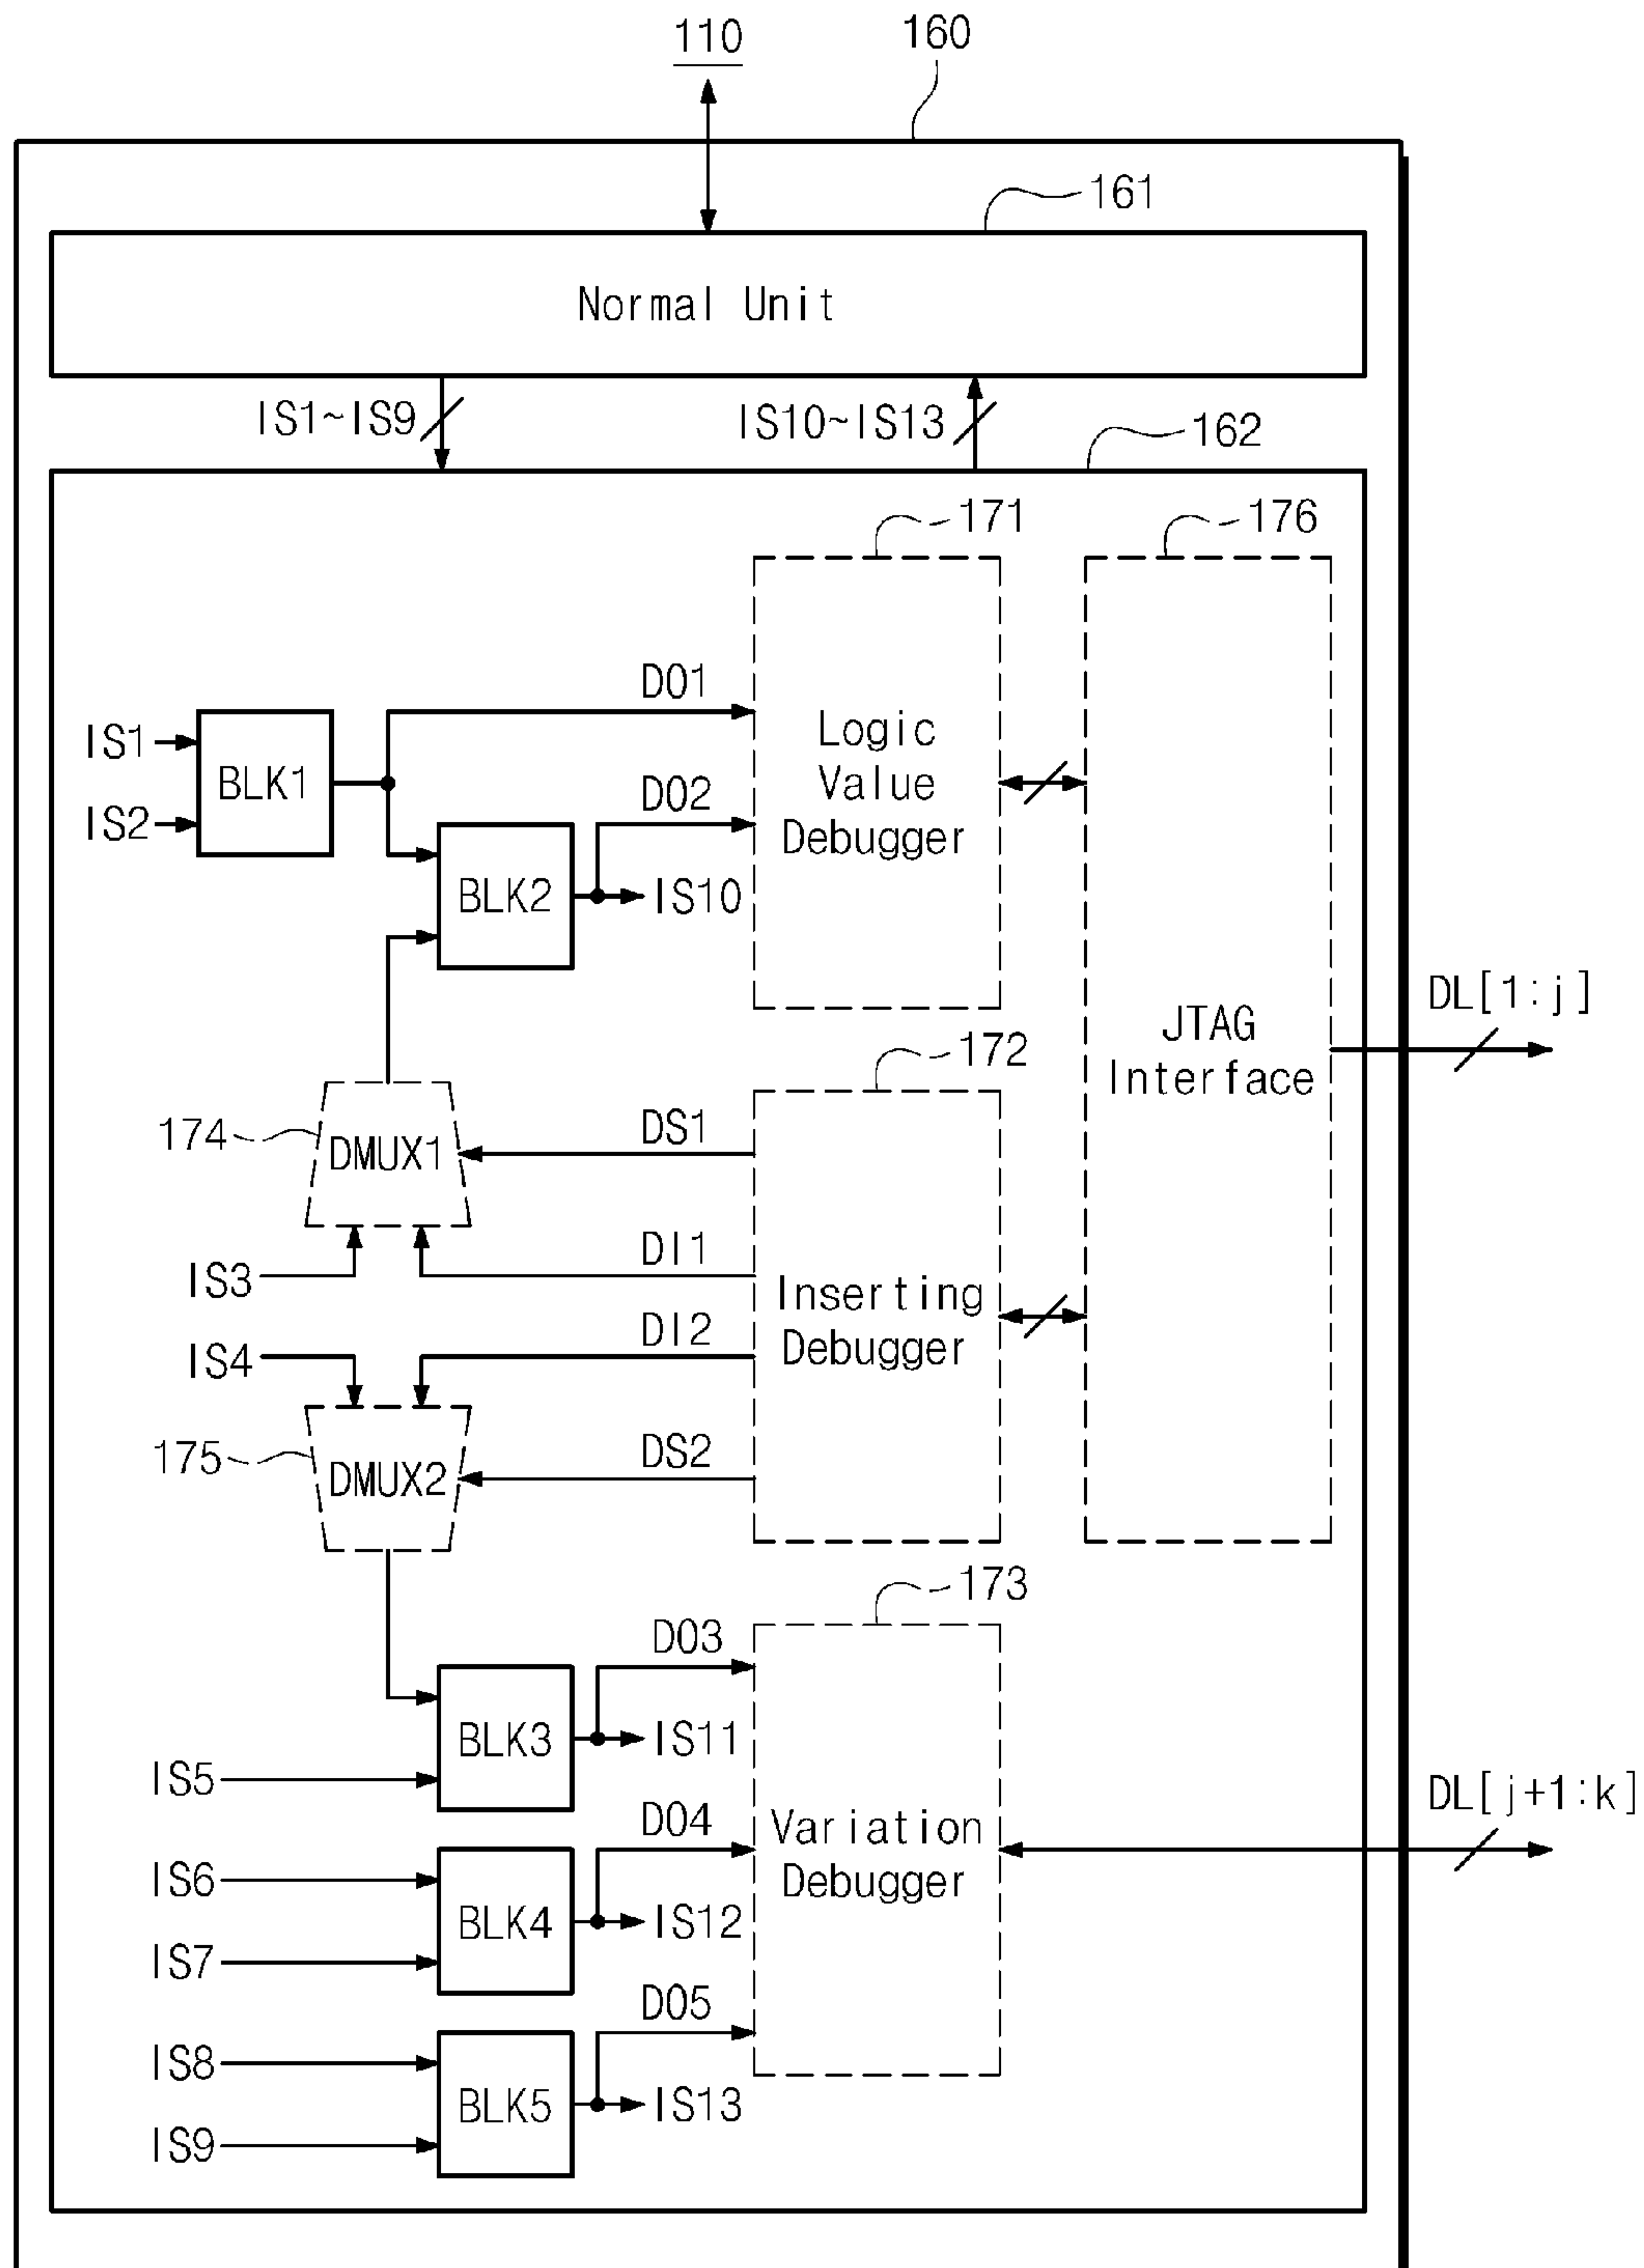 110
160
161
Normal Unit
IS1~IS9
IS10~IS13
162
171
176
DO1
Logic
Value
Debugger
IS1
BLK1
IS2
DO2
BLK2
IS10
DL[1:j]
JTAG
Interface
172
174
DMUX1
DS1
DI1
IS3
Inserting
Debugger
DI2
IS4
175
DMUX2
DS2
173
DO3
BLK3
IS11
IS5
DL[j+1:k]
DO4
Variation
Debugger
IS6
BLK4
IS12
IS7
DO5
IS8
BLK5
IS13
IS9